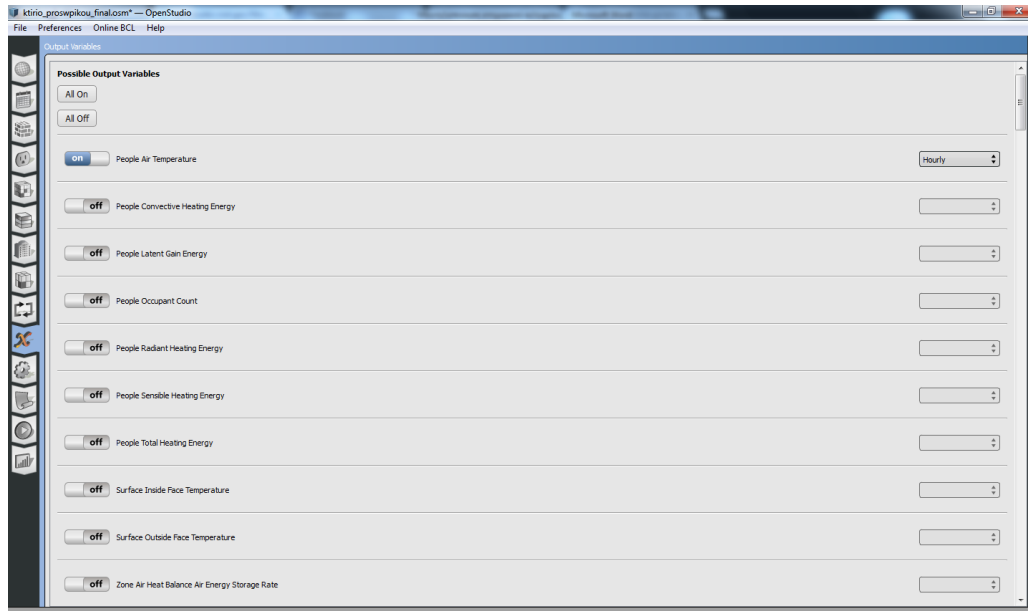 ktirio_proswpikou_final.osm* — OpenStudio
File Preferences Online BCL Help
Output Variables
Possible Output Variables
All On
All Off
on People Air Temperature Hourly
off People Convective Heating Energy
off People Latent Gain Energy
off People Occupant Count
off People Radiant Heating Energy
off People Sensible Heating Energy
off People Total Heating Energy
off Surface Inside Face Temperature
off Surface Outside Face Temperature
off Zone Air Heat Balance Air Energy Storage Rate